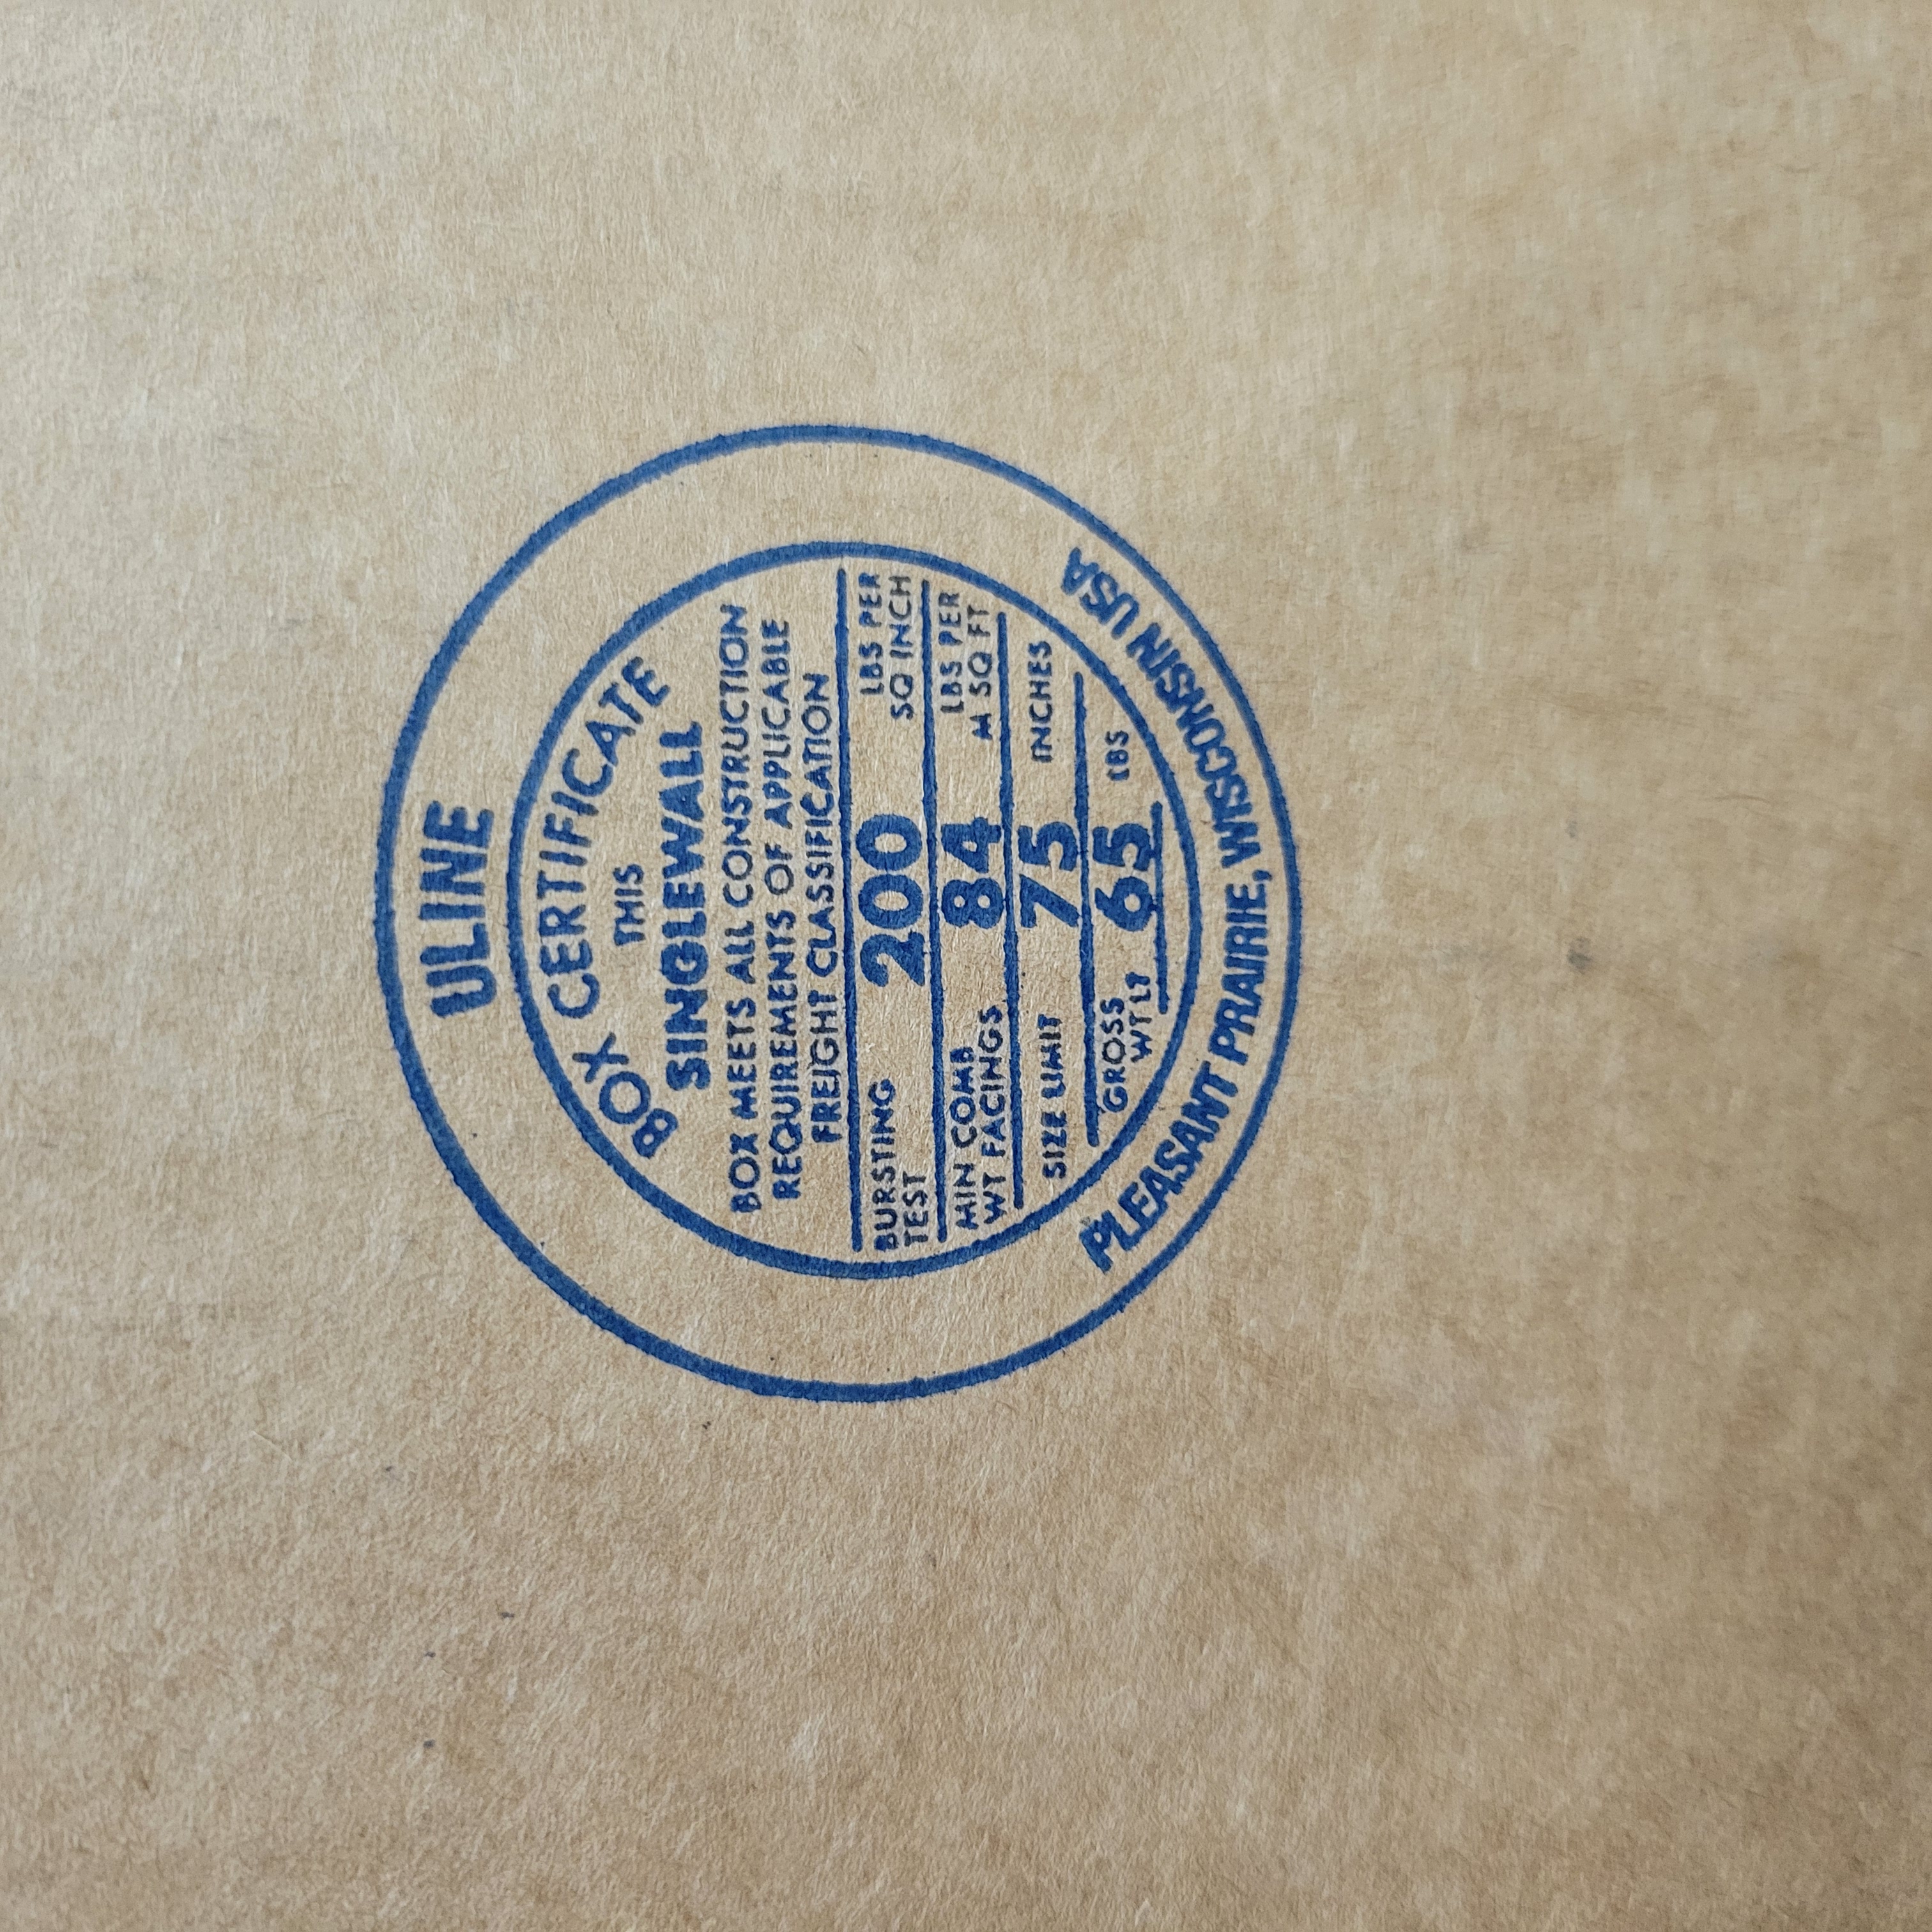 ULINE
BOX CERTIFICATE
THIS
SINGLEWALL
BOX MEETS ALL CONSTRUCTION
REQUIREMENTS OF APPLICABLE
FREIGHT CLASSIFICATION
BURSTING TEST 200 LBS PER SQ INCH
MIN COMB WT FACINGS 84 LBS PER M SQ FT
SIZE LIMIT 75 INCHES
GROSS WT LT 65 LBS
PLEASANT PRAIRIE, WISCONSIN USA